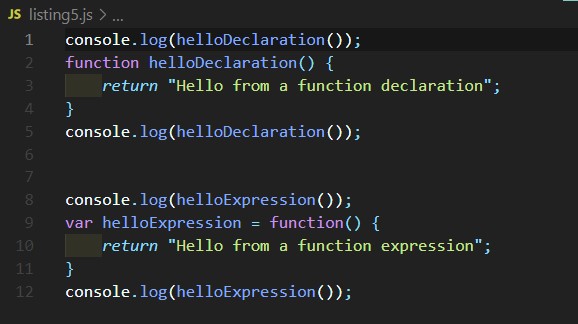 JS listing5.js > ...
1 console.log(helloDeclaration());
2 function helloDeclaration() {
3     return "Hello from a function declaration";
4 }
5 console.log(helloDeclaration());
6
7
8 console.log(helloExpression());
9 var helloExpression = function() {
10     return "Hello from a function expression";
11 }
12 console.log(helloExpression());